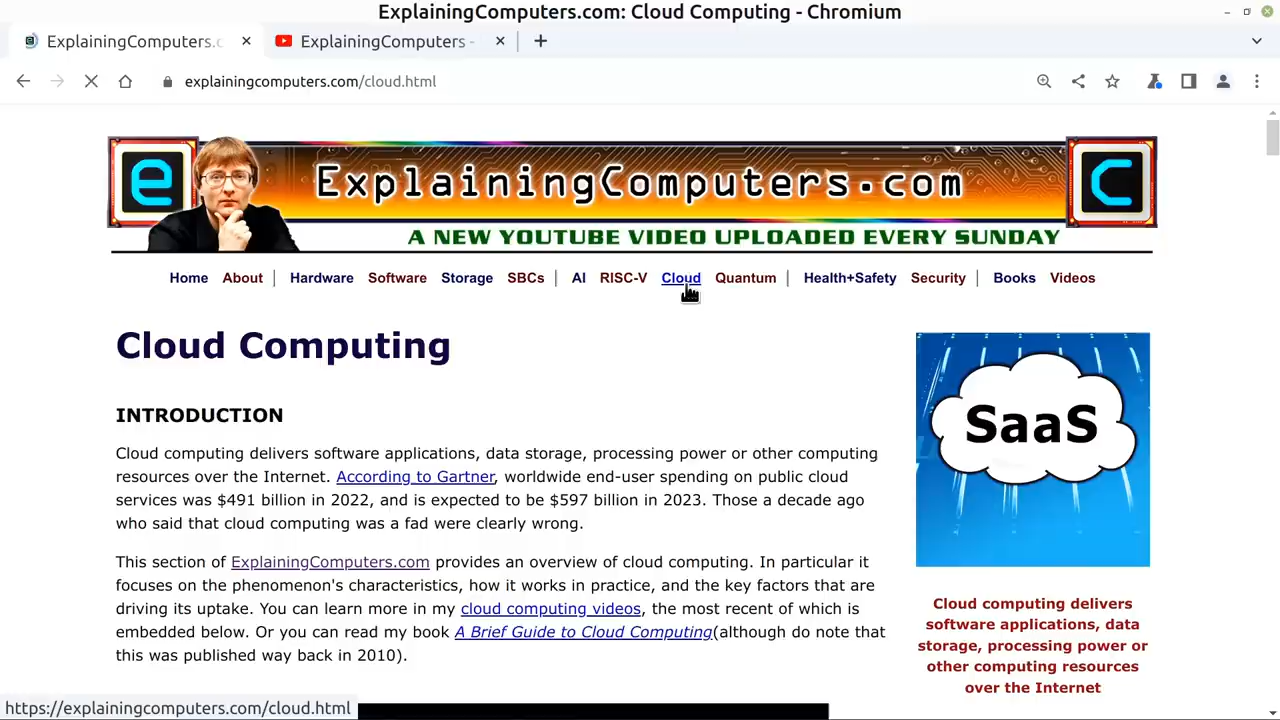 ExplainingComputers.com: Cloud Computing - Chromium
ExplainingComputers.c
ExplainingComputers -
explainingcomputers.com/cloud.html
e
ExplainingComputers.com
C
A NEW YOUTUBE VIDEO UPLOADED EVERY SUNDAY
Home About | Hardware Software Storage SBCs | AI RISC-V Cloud Quantum | Health+Safety Security | Books Videos
Cloud Computing
INTRODUCTION
Cloud computing delivers software applications, data storage, processing power or other computing
resources over the Internet. According to Gartner, worldwide end-user spending on public cloud
services was $491 billion in 2022, and is expected to be $597 billion in 2023. Those a decade ago
who said that cloud computing was a fad were clearly wrong.
This section of ExplainingComputers.com provides an overview of cloud computing. In particular it
focuses on the phenomenon's characteristics, how it works in practice, and the key factors that are
driving its uptake. You can learn more in my cloud computing videos, the most recent of which is
embedded below. Or you can read my book A Brief Guide to Cloud Computing(although do note that
this was published way back in 2010).
SaaS
Cloud computing delivers
software applications, data
storage, processing power or
other computing resources
over the Internet
https://explainingcomputers.com/cloud.html